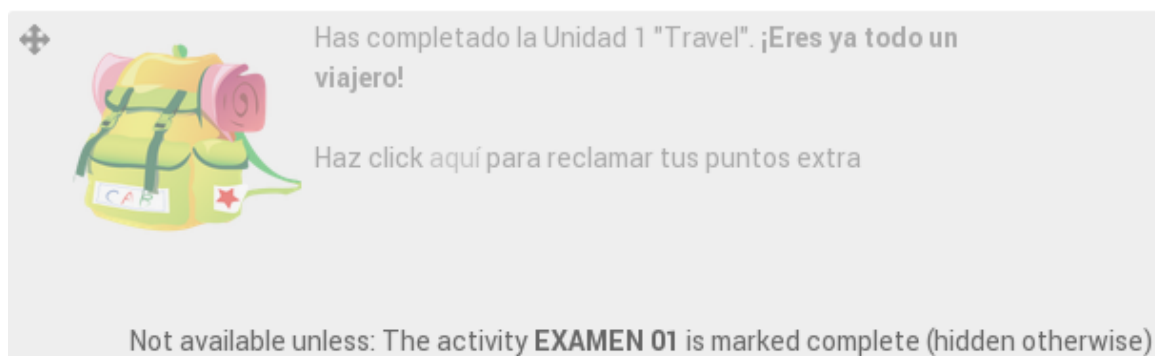 Has completado la Unidad 1 "Travel". ¡Eres ya todo un
viajero!
Haz click aquí para reclamar tus puntos extra
CAR
Not available unless: The activity EXAMEN 01 is marked complete (hidden otherwise)